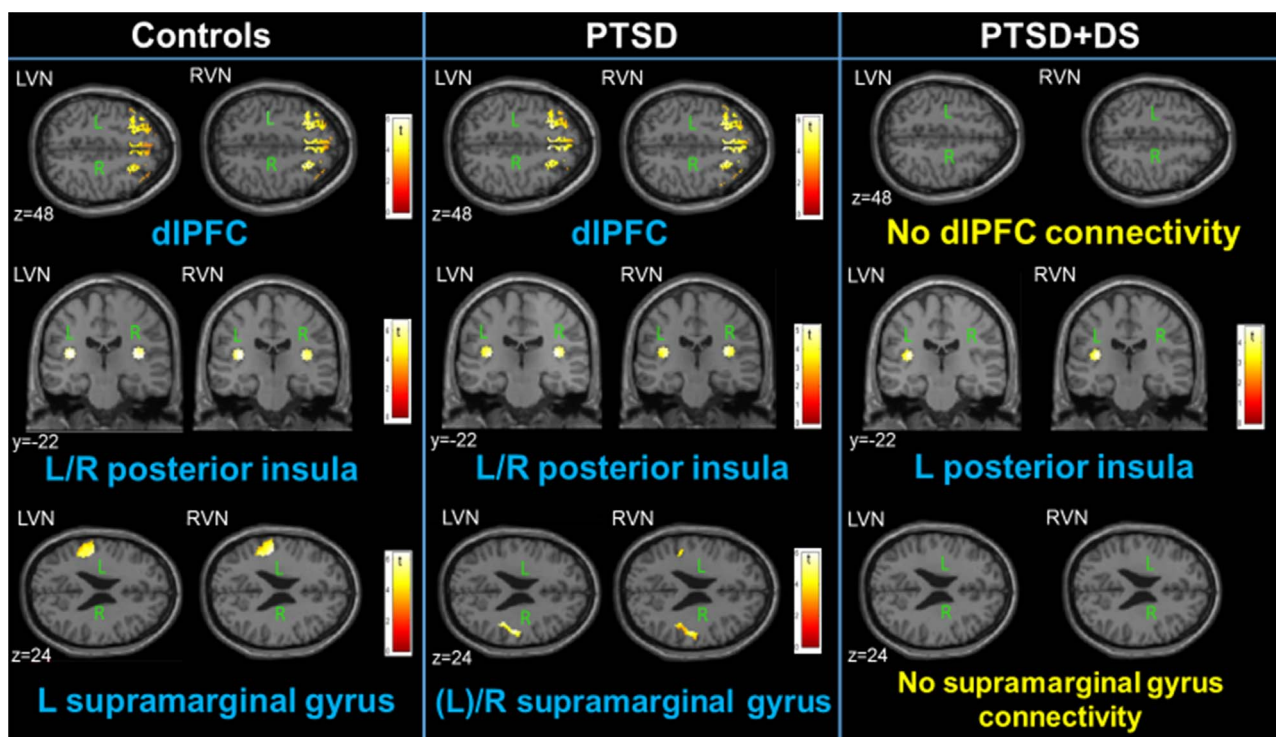 Controls
PTSD
PTSD+DS
LVN
RVN
L
L
R
R
z=48
t
dlPFC
LVN
RVN
L
L
R
R
z=48
t
dlPFC
LVN
RVN
L
L
R
R
z=48
No dlPFC connectivity
LVN
RVN
L
R
L
R
t
y=-22
L/R posterior insula
LVN
RVN
L
R
L
R
t
y=-22
L/R posterior insula
LVN
RVN
L
R
L
R
t
y=-22
L posterior insula
LVN
RVN
L
L
R
R
t
z=24
L supramarginal gyrus
LVN
RVN
L
L
R
R
t
z=24
(L)/R supramarginal gyrus
LVN
RVN
L
L
R
R
z=24
No supramarginal gyrus
connectivity